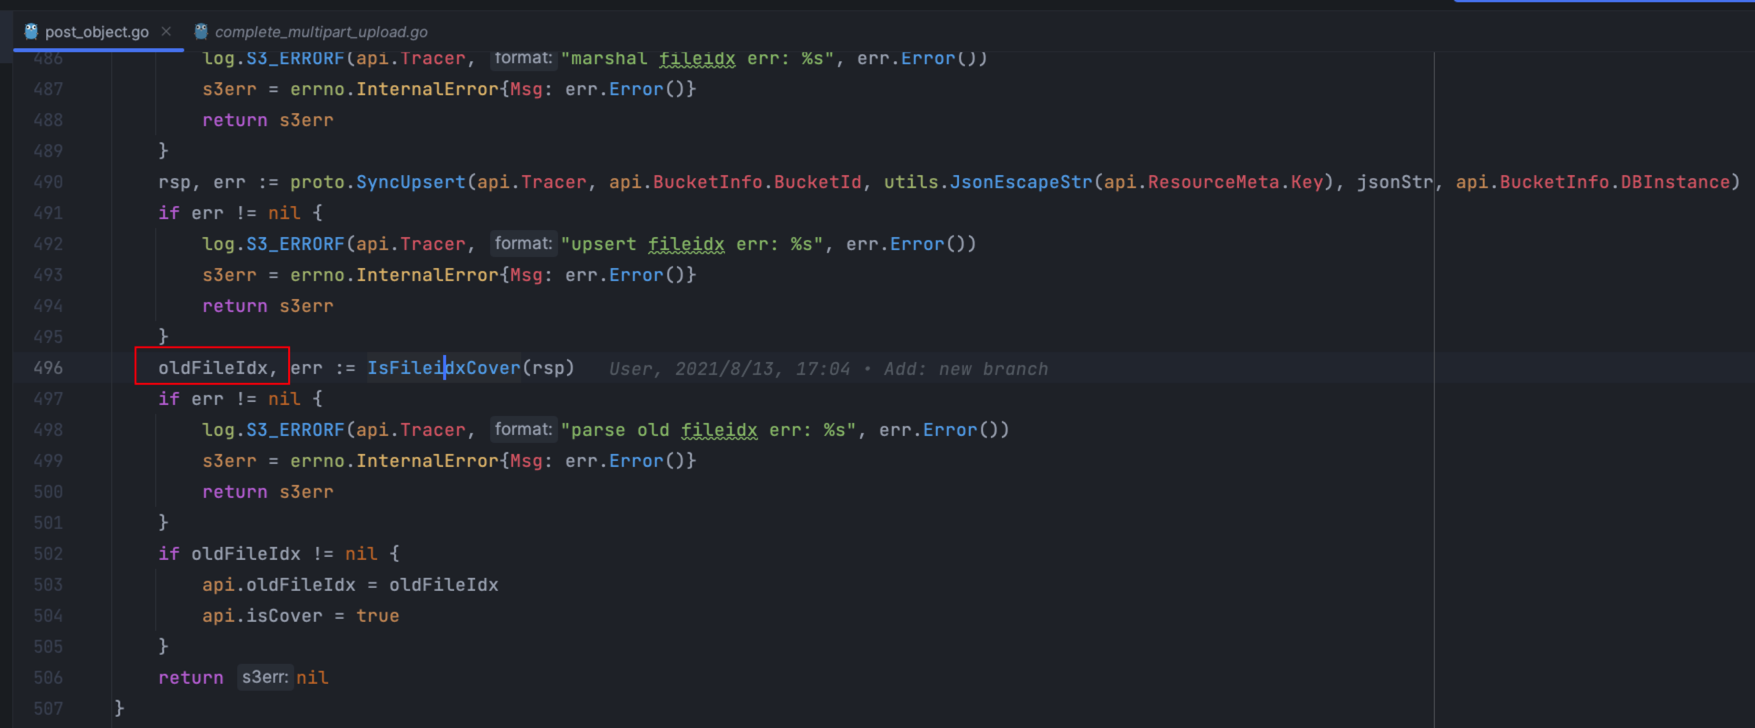 post_object.go × complete_multipart_upload.go
486 log.S3_ERRORF(api.Tracer, format: "marshal fileidx err: %s", err.Error())
487 s3err = errno.InternalError{Msg: err.Error()}
488 return s3err
489 }
490 rsp, err := proto.SyncUpsert(api.Tracer, api.BucketInfo.BucketId, utils.JsonEscapeStr(api.ResourceMeta.Key), jsonStr, api.BucketInfo.DBInstance)
491 if err != nil {
492 log.S3_ERRORF(api.Tracer, format: "upsert fileidx err: %s", err.Error())
493 s3err = errno.InternalError{Msg: err.Error()}
494 return s3err
495 }
496 oldFileIdx, err := IsFileidxCover(rsp) User, 2021/8/13, 17:04 • Add: new branch
497 if err != nil {
498 log.S3_ERRORF(api.Tracer, format: "parse old fileidx err: %s", err.Error())
499 s3err = errno.InternalError{Msg: err.Error()}
500 return s3err
501 }
502 if oldFileIdx != nil {
503 api.oldFileIdx = oldFileIdx
504 api.isCover = true
505 }
506 return s3err: nil
507 }